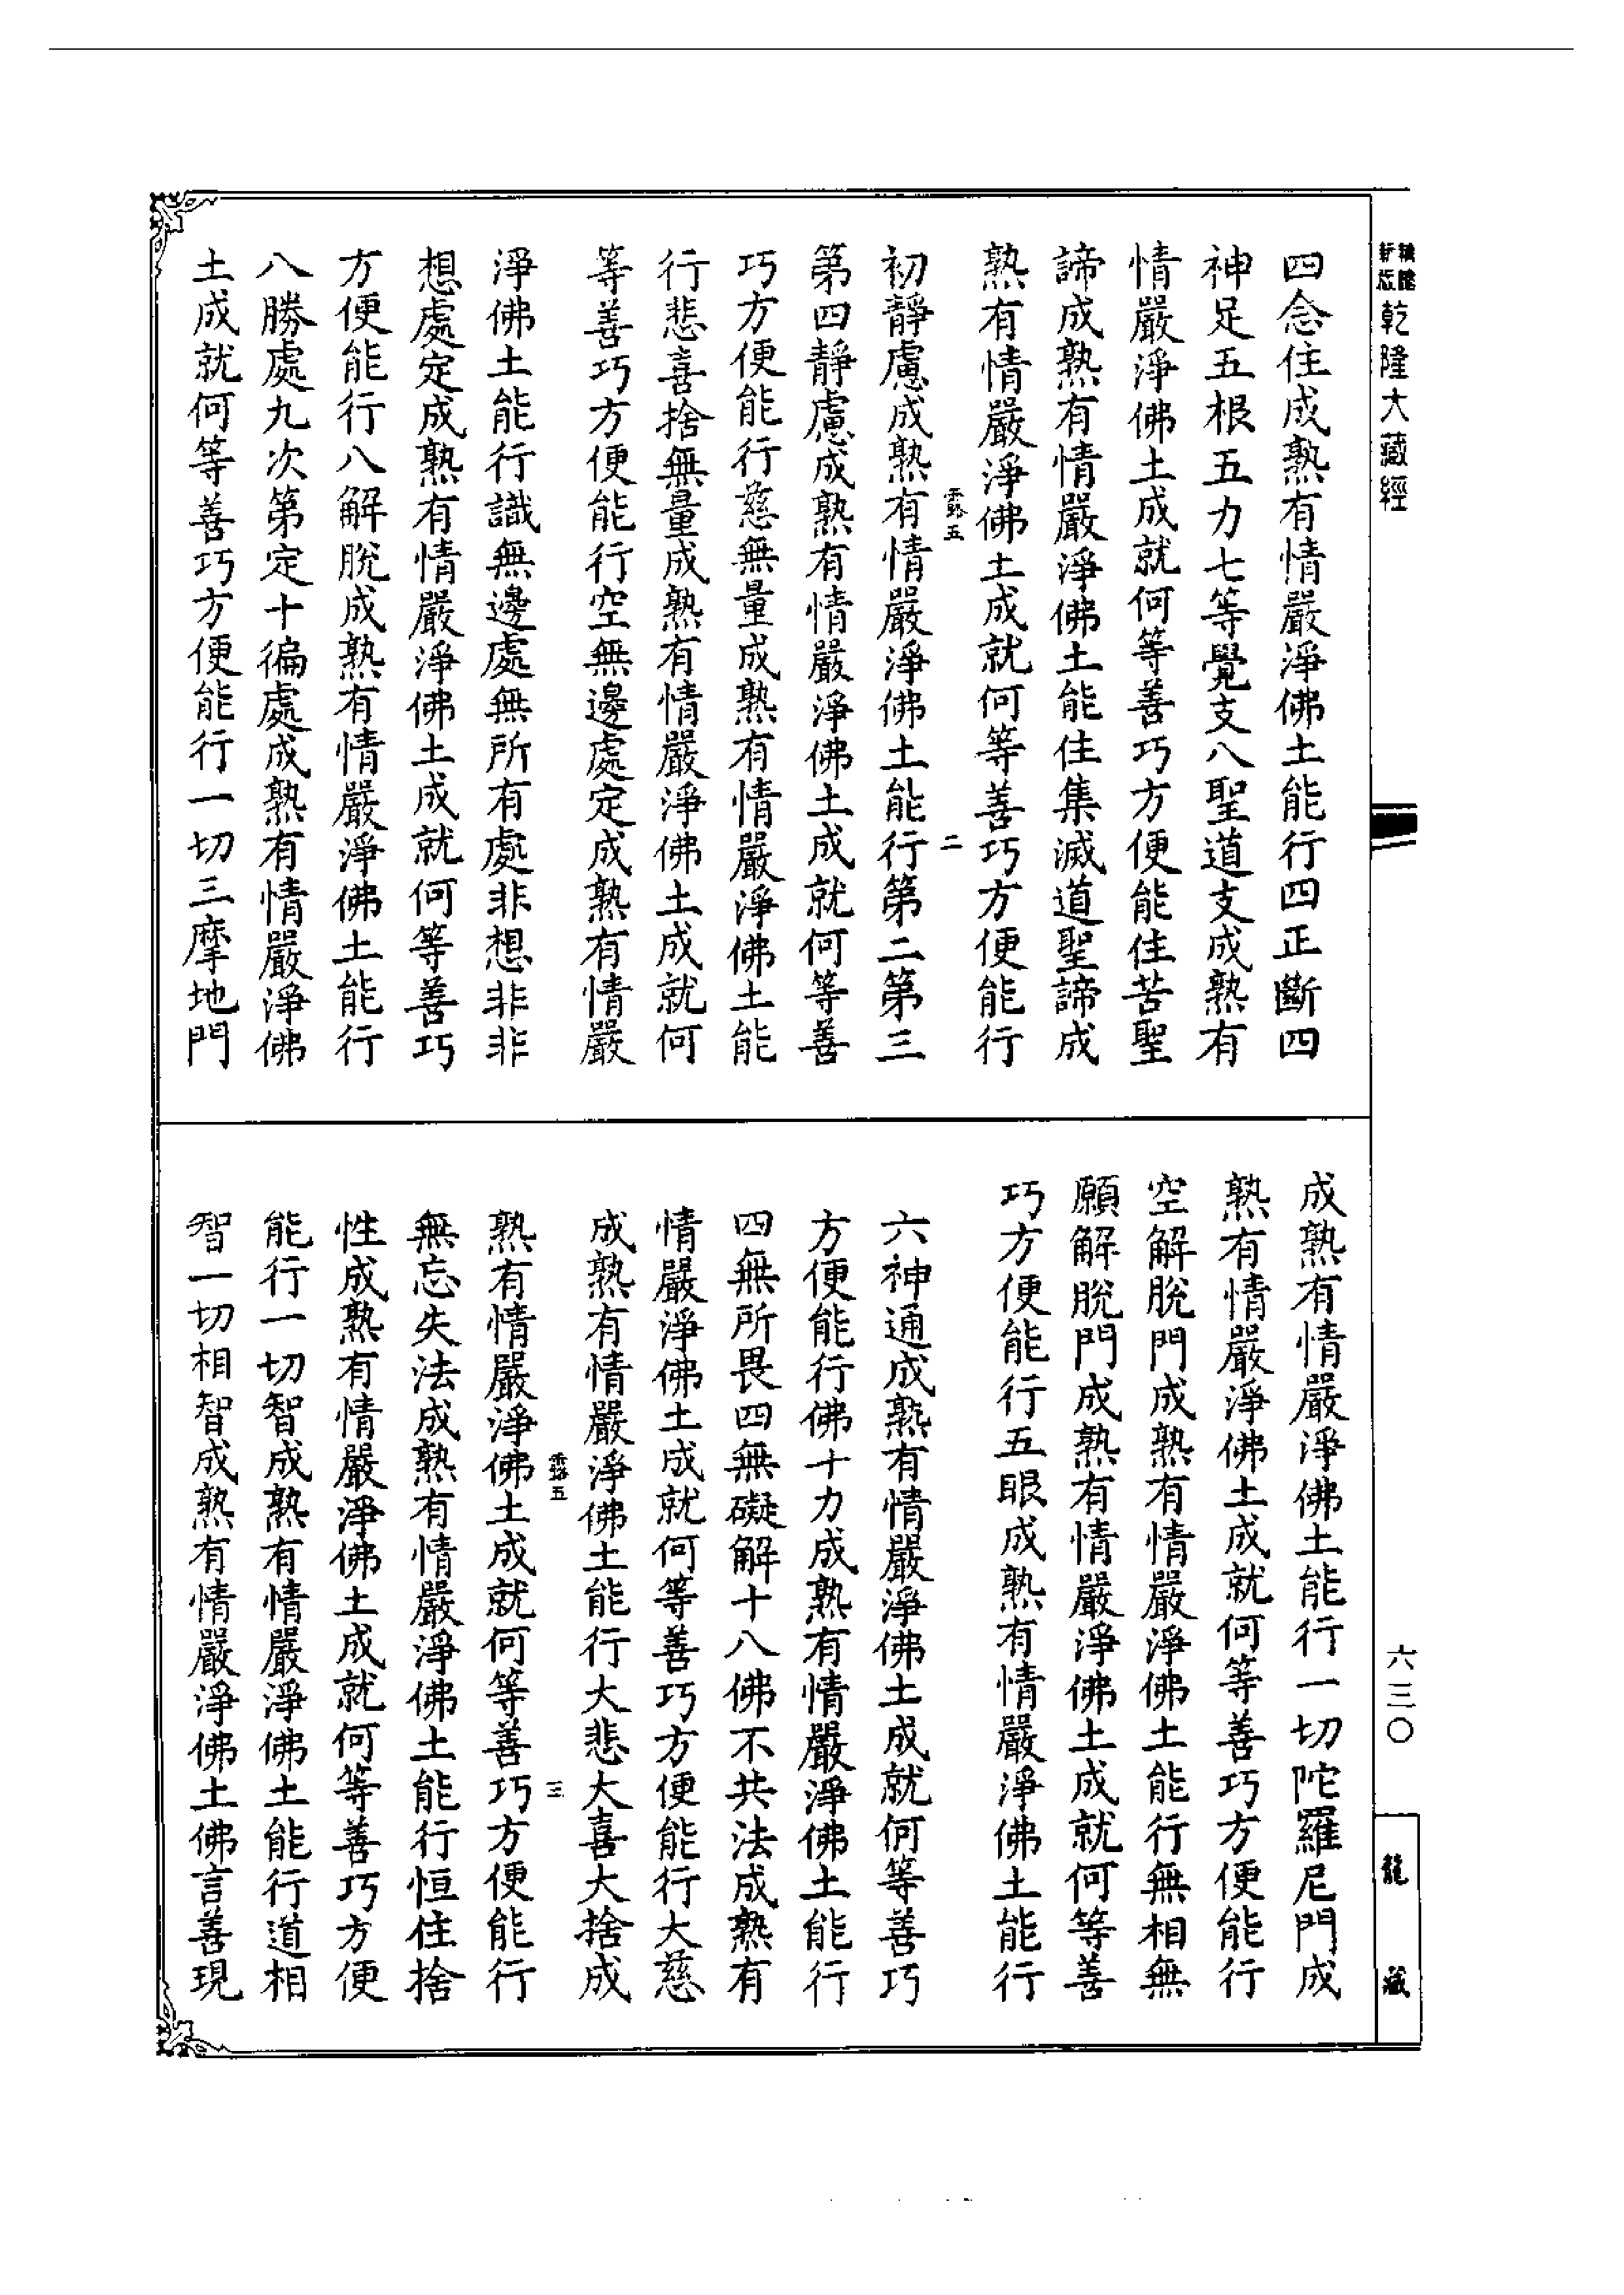 乾隆大藏經
四念住成熟有情嚴淨佛土能行四正斷四
神足五根五力七等覺支八聖道支成熟有
情嚴淨佛土成就何等善巧方便能住苦聖
諦成熟有情嚴淨佛土能住集滅道聖諦成
熟有情嚴淨佛土成就何等善巧方便能行
五 二
初靜慮成熟有情嚴淨佛土能行第二第三
第四靜慮成熟有情嚴淨佛土成就何等善
巧方便能行慈無量成熟有情嚴淨佛土能
行悲喜捨無量成熟有情嚴淨佛土成就何
等善巧方便能行空無邊處定成熟有情嚴
淨佛土能行識無邊處無所有處非想非非
想處定成熟有情嚴淨佛土成就何等善巧
方便能行八解脫成熟有情嚴淨佛土能行
八勝處九次第定十徧處成熟有情嚴淨佛
土成就何等善巧方便能行一切三摩地門
成熟有情嚴淨佛土能行一切陀羅尼門成
熟有情嚴淨佛土成就何等善巧方便能行
空解脫門成熟有情嚴淨佛土能行無相無
願解脫門成熟有情嚴淨佛土成就何等善
巧方便能行五眼成熟有情嚴淨佛土能行
六神通成熟有情嚴淨佛土成就何等善巧
方便能行佛十力成熟有情嚴淨佛土能行
四無所畏四無礙解十八佛不共法成熟有
情嚴淨佛土成就何等善巧方便能行大慈
成熟有情嚴淨佛土能行大悲大喜大捨成
五 三
熟有情嚴淨佛土成就何等善巧方便能行
無忘失法成熟有情嚴淨佛土能行恒住捨
性成熟有情嚴淨佛土成就何等善巧方便
能行一切智成熟有情嚴淨佛土能行道相
智一切相智成熟有情嚴淨佛土佛言善現
六三〇
龍藏